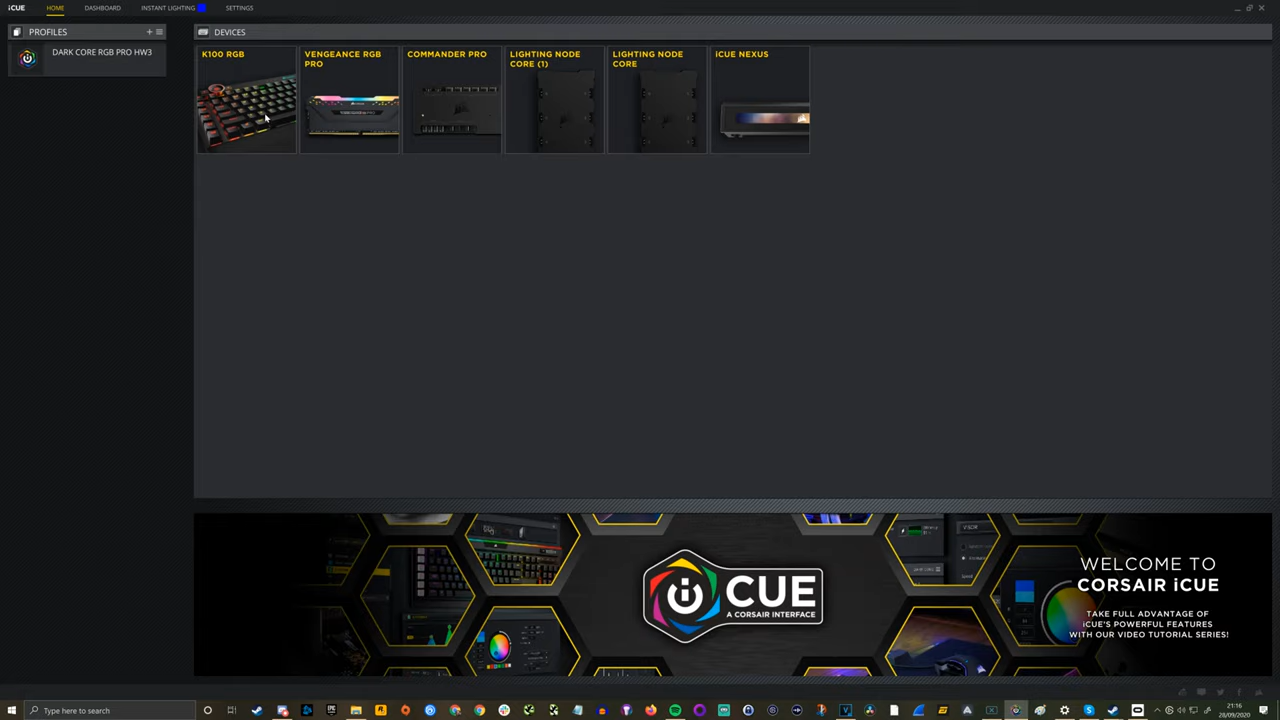 iCUE
HOME
DASHBOARD
INSTANT LIGHTING
SETTINGS
PROFILES
DARK CORE RGB PRO HW3
DEVICES
K100 RGB
VENGEANCE RGB
PRO
COMMANDER PRO
LIGHTING NODE
CORE (1)
LIGHTING NODE
CORE
iCUE NEXUS
iCUE
A CORSAIR INTERFACE
WELCOME TO
CORSAIR iCUE
TAKE FULL ADVANTAGE OF
iCUE'S POWERFUL FEATURES
WITH OUR VIDEO TUTORIAL SERIES!
Type here to search
21:16
28/09/2020